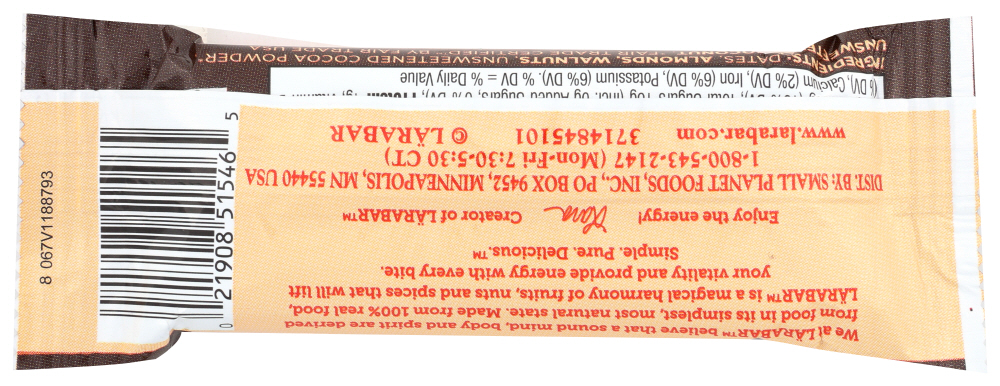 We at LÄRABAR™ believe that a sound mind, body and spirit are derived
from food in its simplest, most natural state. Made from 100% real food,
LÄRABAR™ is a magical harmony of fruits, nuts and spices that will lift
your vitality and provide energy with every bite.
Simple. Pure. Delicious.™
Enjoy the energy! Lara Creator of LÄRABAR™
DIST. BY: SMALL PLANET FOODS, INC., PO BOX 9452, MINNEAPOLIS, MN 55440 USA
1-800-543-2147 (Mon-Fri 7:30-5:30 CT)
www.larabar.com 3714845101 © LÄRABAR
DV), Calcium (2% DV), Iron (6% DV), Potassium (6% DV). % DV = % Daily Value
INGREDIENTS: DATES, ALMONDS, WALNUTS, UNSWEETENED COCOA POWDER
0 21908 51546 5
8 067V1188793